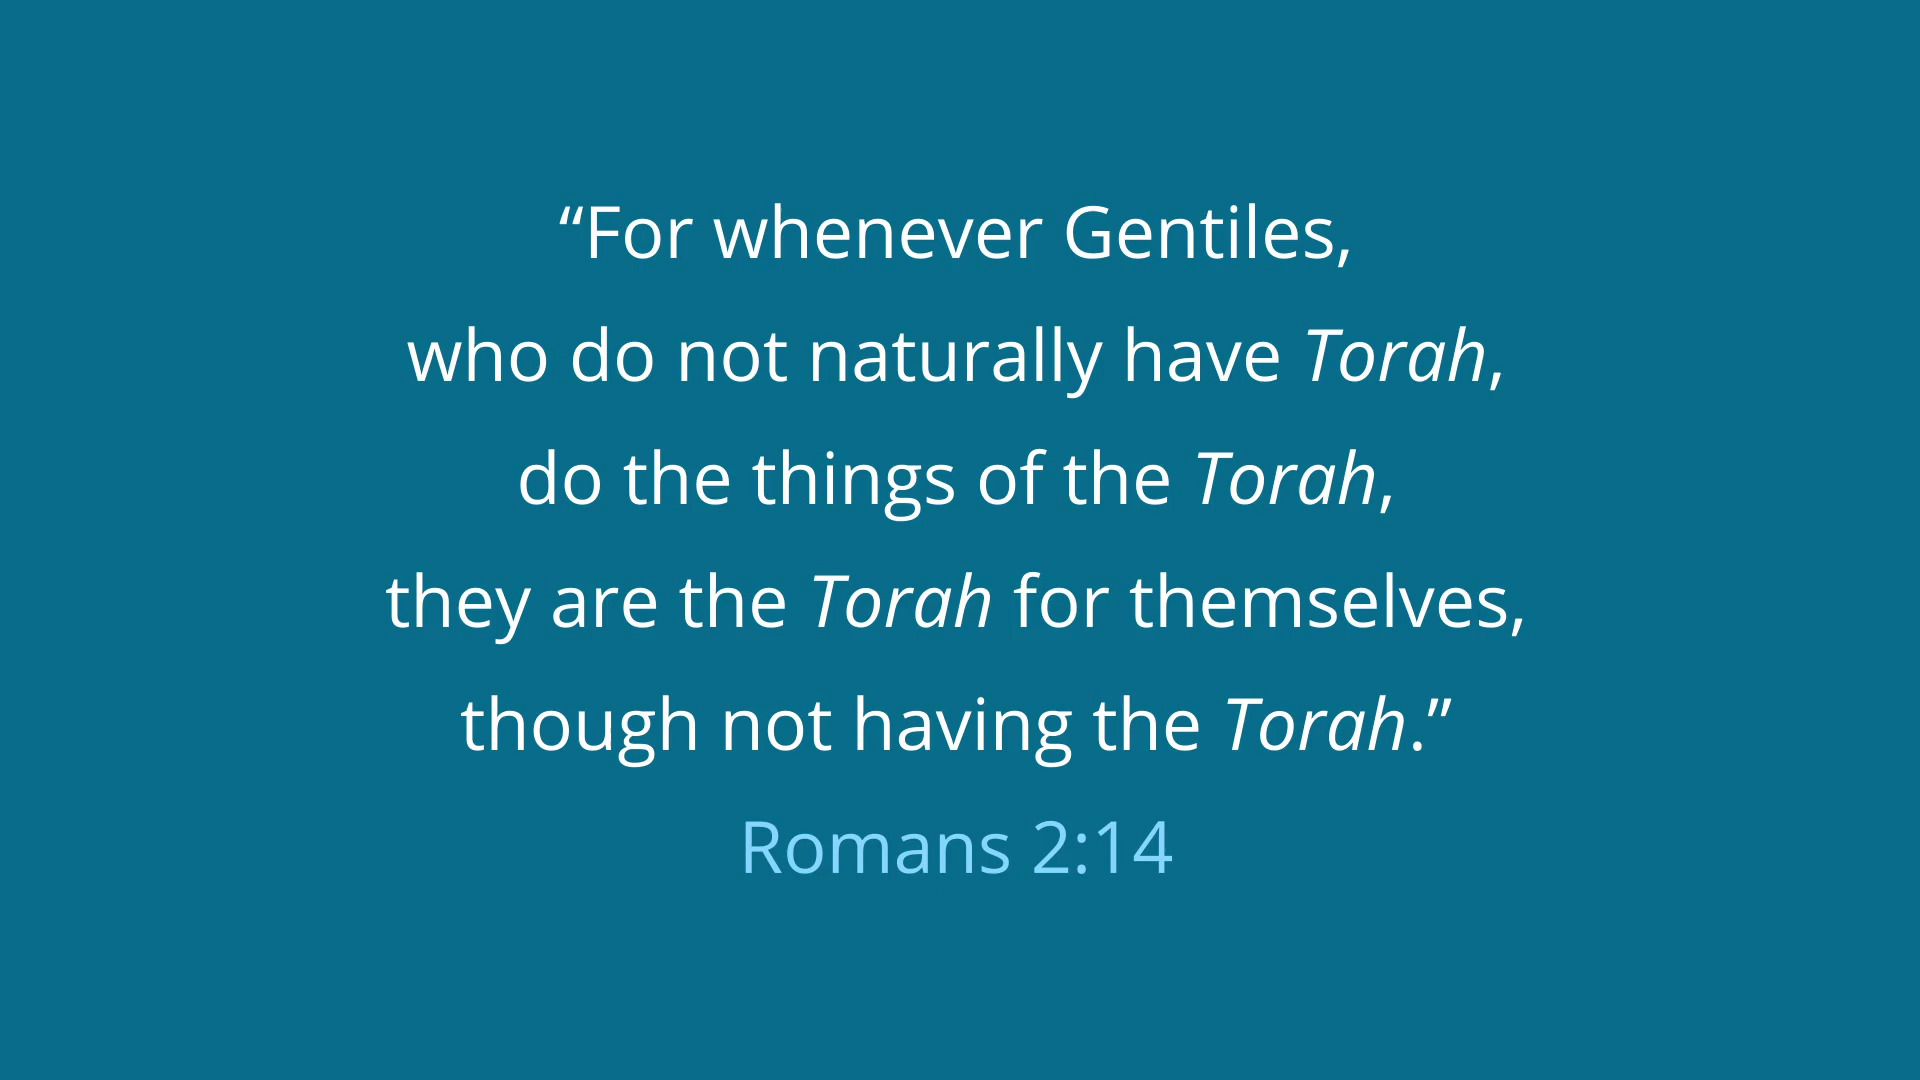 “For whenever Gentiles,
who do not naturally have Torah,
do the things of the Torah,
they are the Torah for themselves,
though not having the Torah.”
Romans 2:14